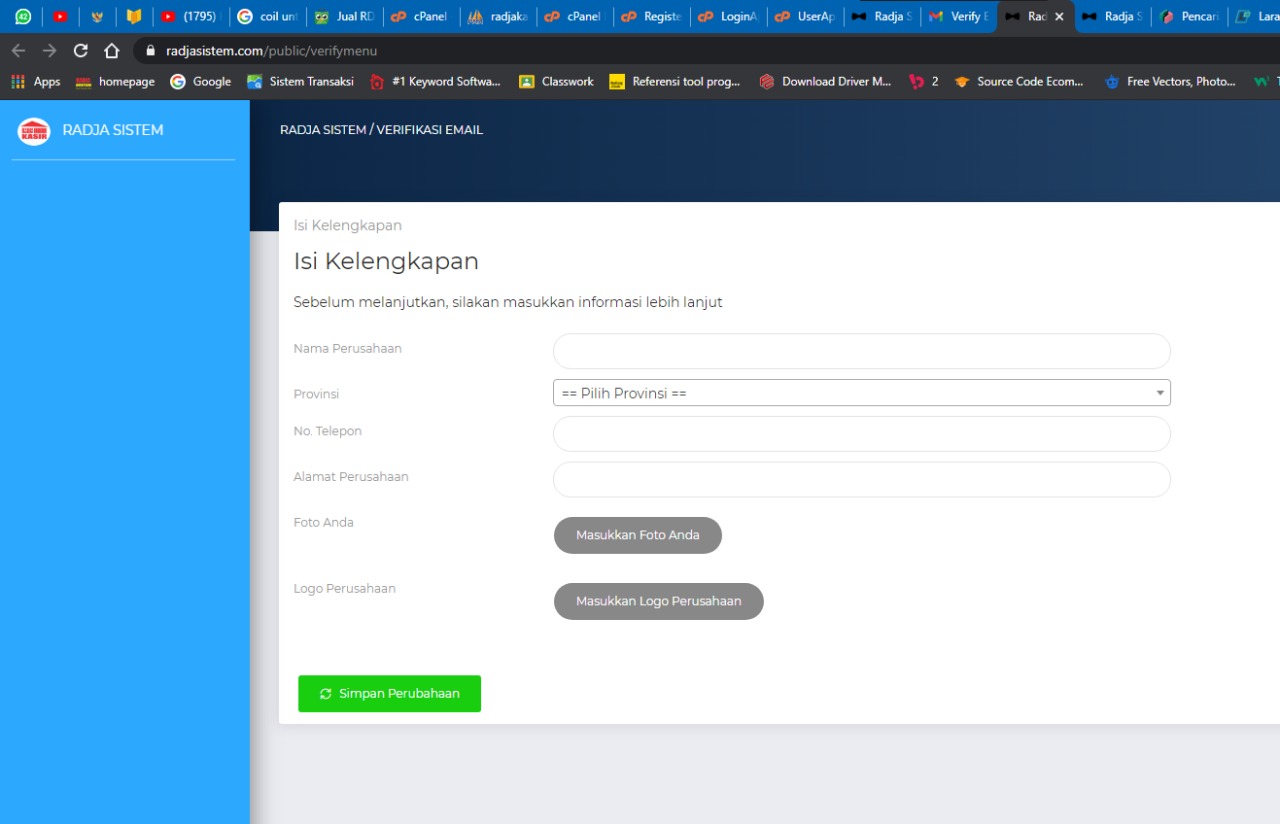 42 (1795) coil unt Jual RD cPanel radjaka cPanel Registe LoginA UserAp Radja S Verify E Rad Radja S Pencari Lara
radjasistem.com/public/verifymenu
Apps homepage Google Sistem Transaksi #1 Keyword Softwa... Classwork Referensi tool prog... Download Driver M... 2 Source Code Ecom... Free Vectors, Photo...
KASIR RADJA SISTEM
RADJA SISTEM / VERIFIKASI EMAIL
Isi Kelengkapan
Isi Kelengkapan
Sebelum melanjutkan, silakan masukkan informasi lebih lanjut
Nama Perusahaan
Provinsi == Pilih Provinsi ==
No. Telepon
Alamat Perusahaan
Foto Anda Masukkan Foto Anda
Logo Perusahaan Masukkan Logo Perusahaan
Simpan Perubahaan